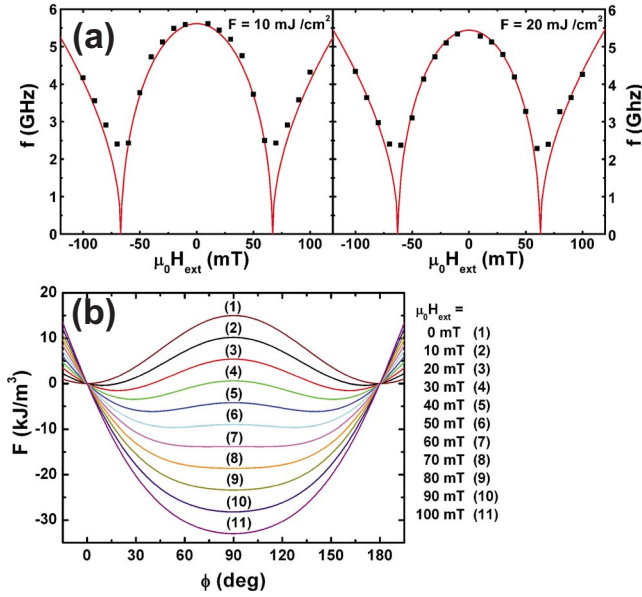 (a)
F = 10 mJ /cm²
F = 20 mJ /cm²
f (GHz)
6
5
4
3
2
1
0
f (Ghz)
6
5
4
3
2
1
0
-100 -50 0 50 100
-100 -50 0 50 100
μ₀Hext (mT)
μ₀Hext (mT)
(b)
F (kJ/m³)
20
10
0
-10
-20
-30
(1)
(2)
(3)
(4)
(5)
(6)
(7)
(8)
(9)
(10)
(11)
0 30 60 90 120 150 180
ϕ (deg)
μ₀Hext =
0 mT (1)
10 mT (2)
20 mT (3)
30 mT (4)
40 mT (5)
50 mT (6)
60 mT (7)
70 mT (8)
80 mT (9)
90 mT (10)
100 mT (11)